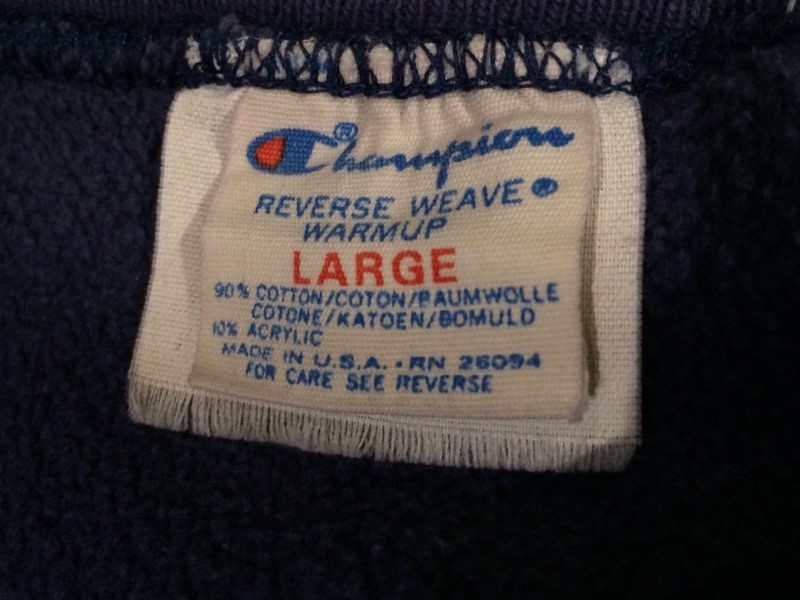 Champion®
REVERSE WEAVE®
WARMUP
LARGE
90% COTTON/COTON/BAUMWOLLE
COTONE/KATOEN/BOMULD
10% ACRYLIC
MADE IN U.S.A. • RN 26094
FOR CARE SEE REVERSE